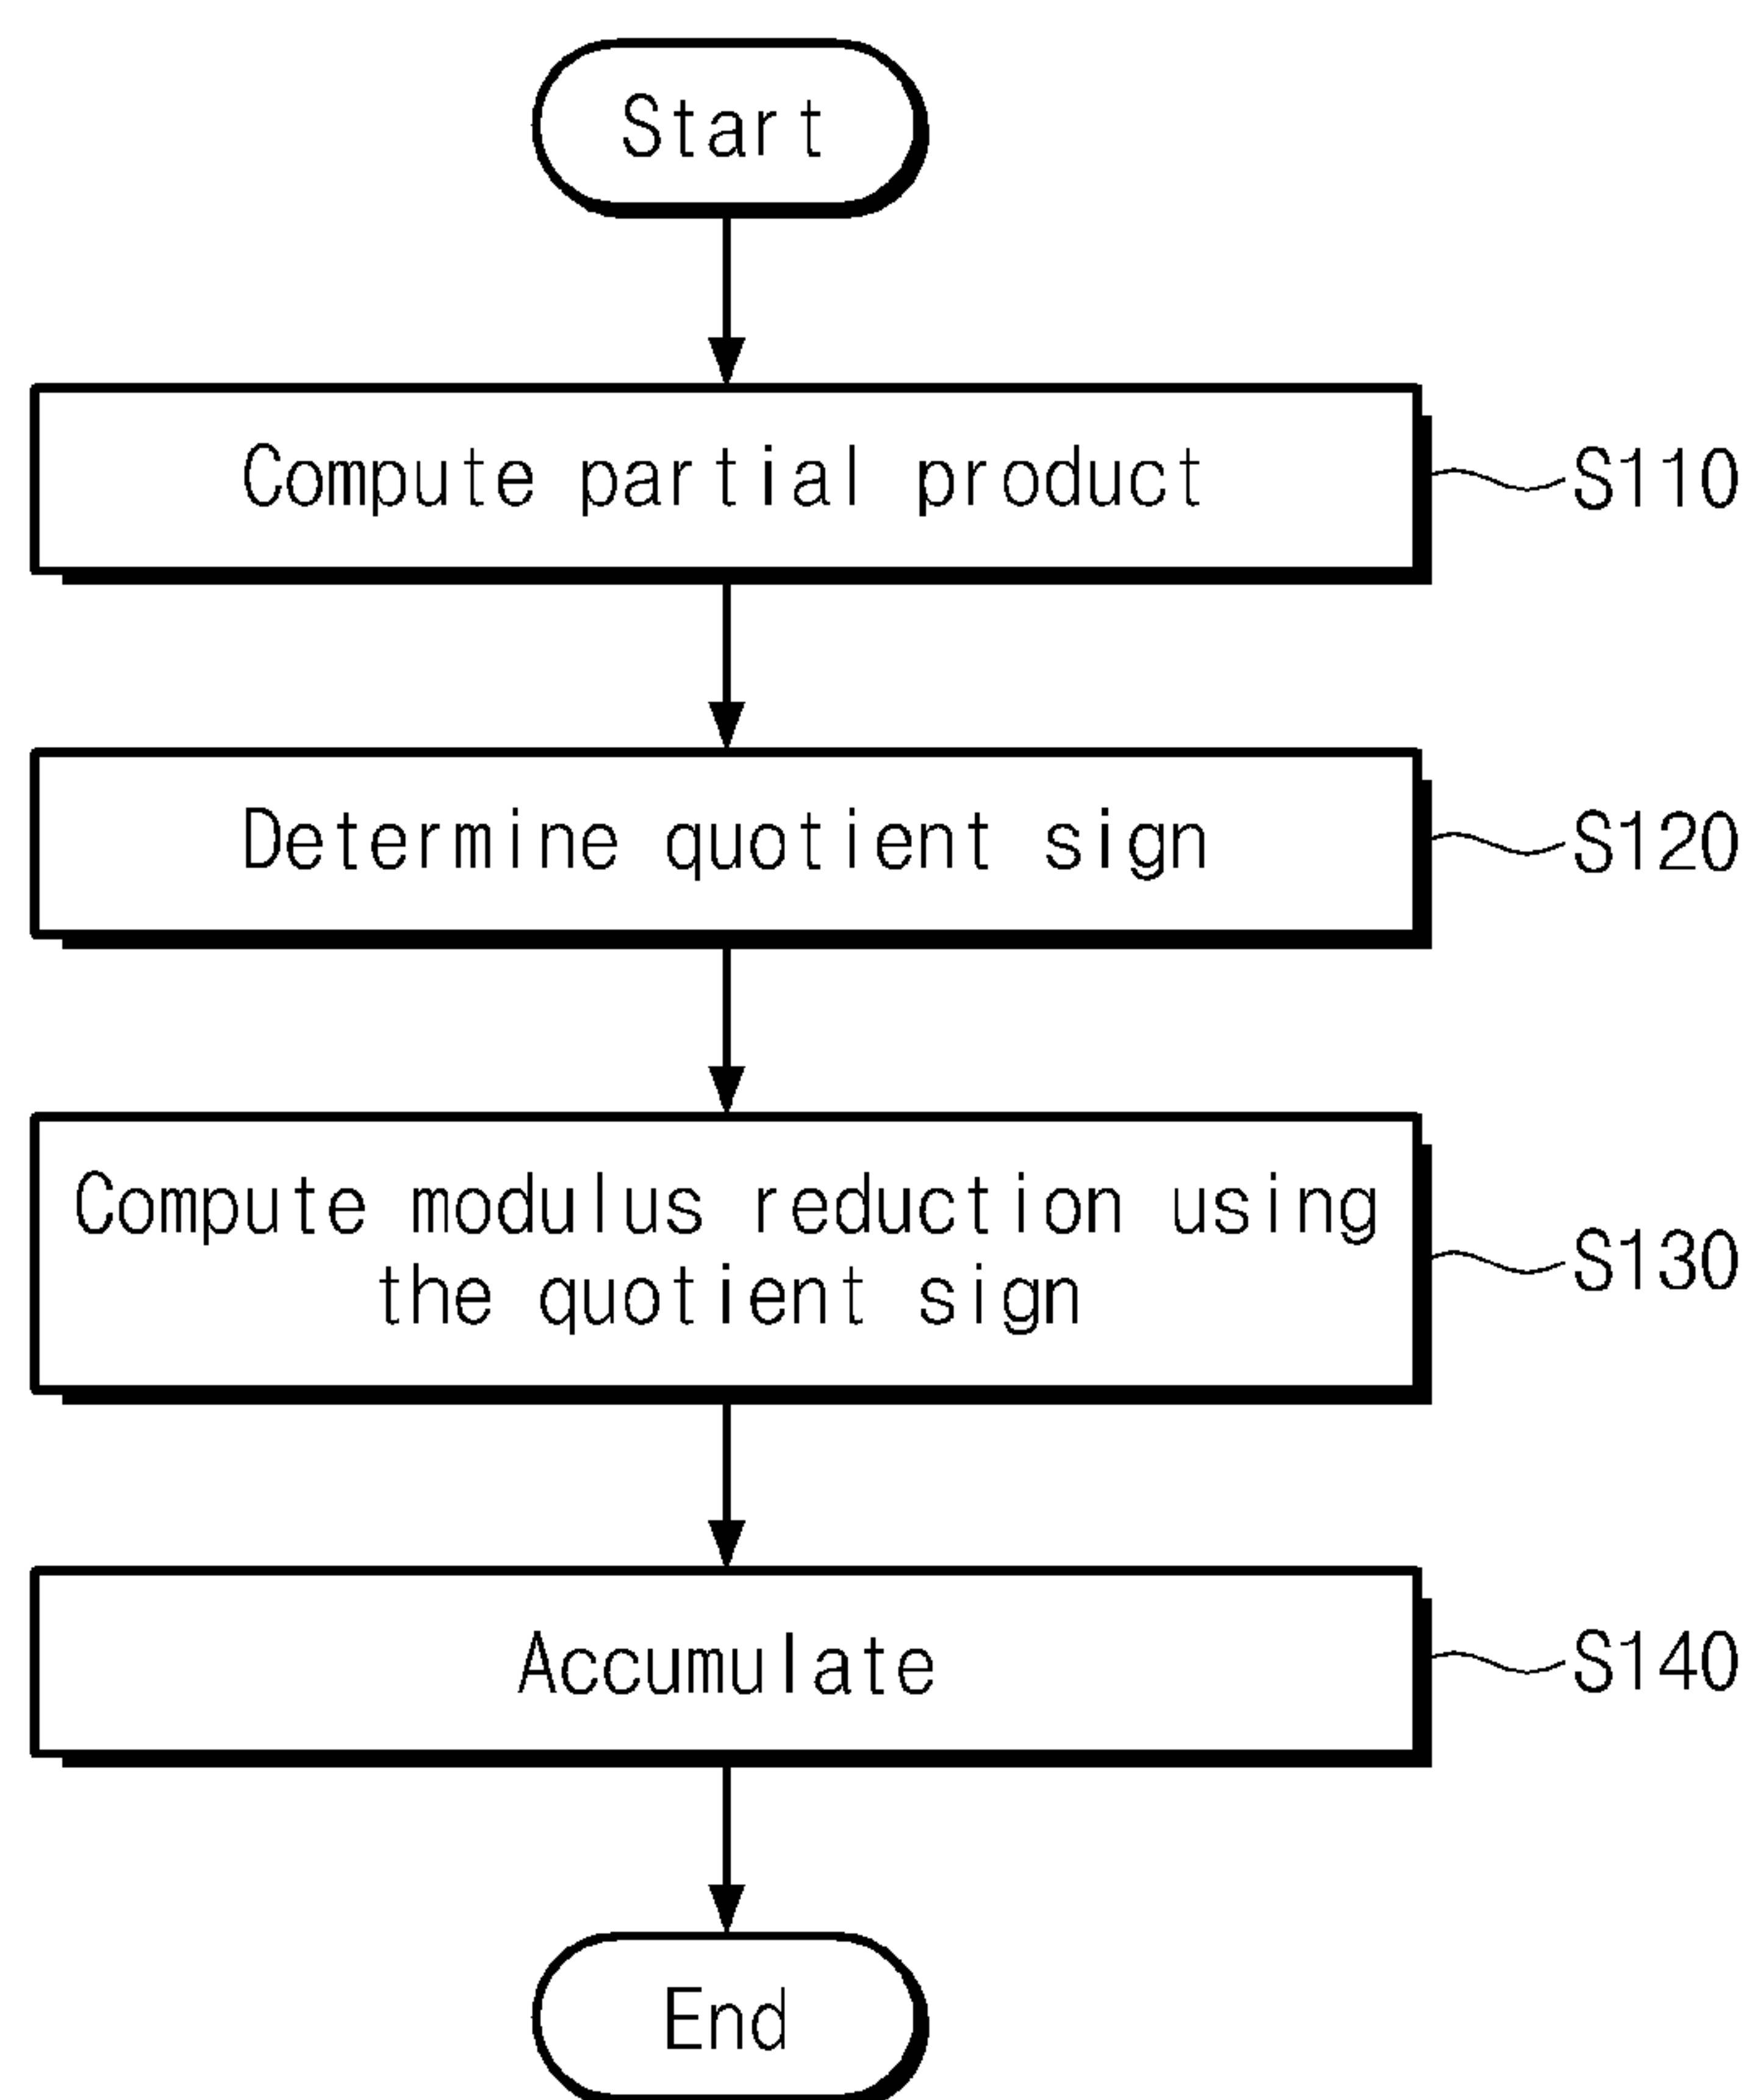 Start
Compute partial product
S110
Determine quotient sign
S120
Compute modulus reduction using
the quotient sign
S130
Accumulate
S140
End